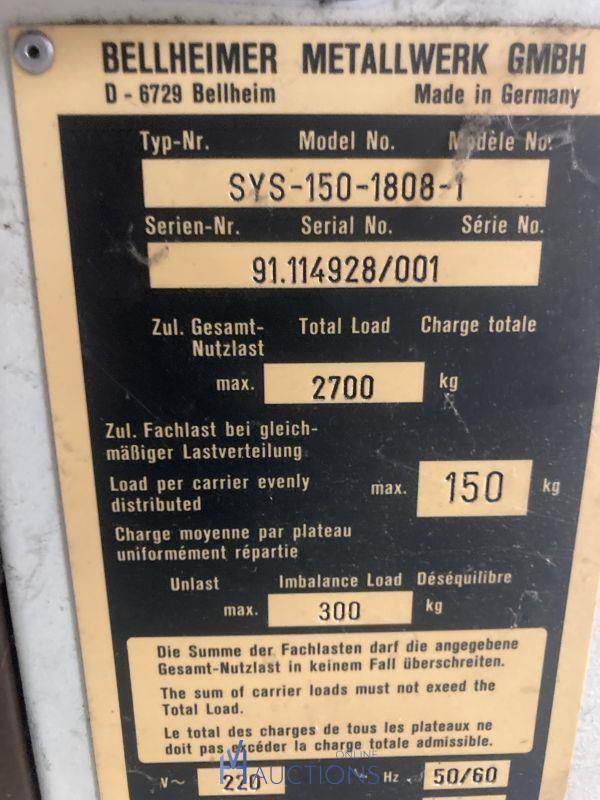 BELLHEIMER METALLWERK GMBH
D - 6729 Bellheim Made in Germany
Typ-Nr. Model No. Modèle No.
SYS-150-1808-1
Serien-Nr. Serial No. Série No.
91.114928/001
Zul. Gesamt- Total Load Charge totale
Nutzlast
max. 2700 kg
Zul. Fachlast bei gleich-
mäßiger Lastverteilung
Load per carrier evenly
distributed
max. 150 kg
Charge moyenne par plateau
uniformément répartie
Unlast Imbalance Load Déséquilibre
max. 300 kg
Die Summe der Fachlasten darf die angegebene
Gesamt-Nutzlast in keinem Fall überschreiten.
The sum of carrier loads must not exceed the
Total Load.
Le total des charges de tous les plateaux ne
doit pas excéder la charge totale admissible.
V~ 220 Hz 50/60
ONLINE
AUCTIONS